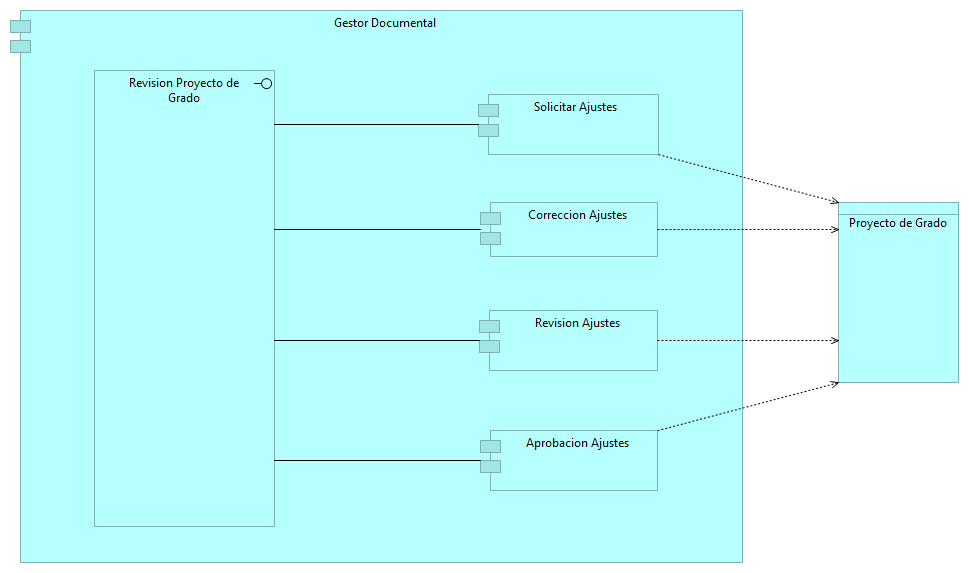 Gestor Documental
Revision Proyecto de
Grado
Solicitar Ajustes
Correccion Ajustes
Proyecto de Grado
Revision Ajustes
Aprobacion Ajustes